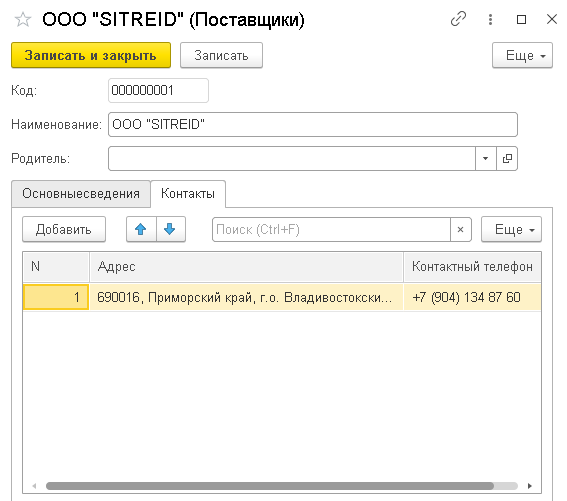 ООО "SITREID" (Поставщики)
Записать и закрыть Записать Еще
Код: 000000001
Наименование: ООО "SITREID"
Родитель:
Основныесведения Контакты
Добавить Поиск (Ctrl+F) × Еще
N Адрес Контактный телефон
1 690016, Приморский край, г.о. Владивостокски... +7 (904) 134 87 60